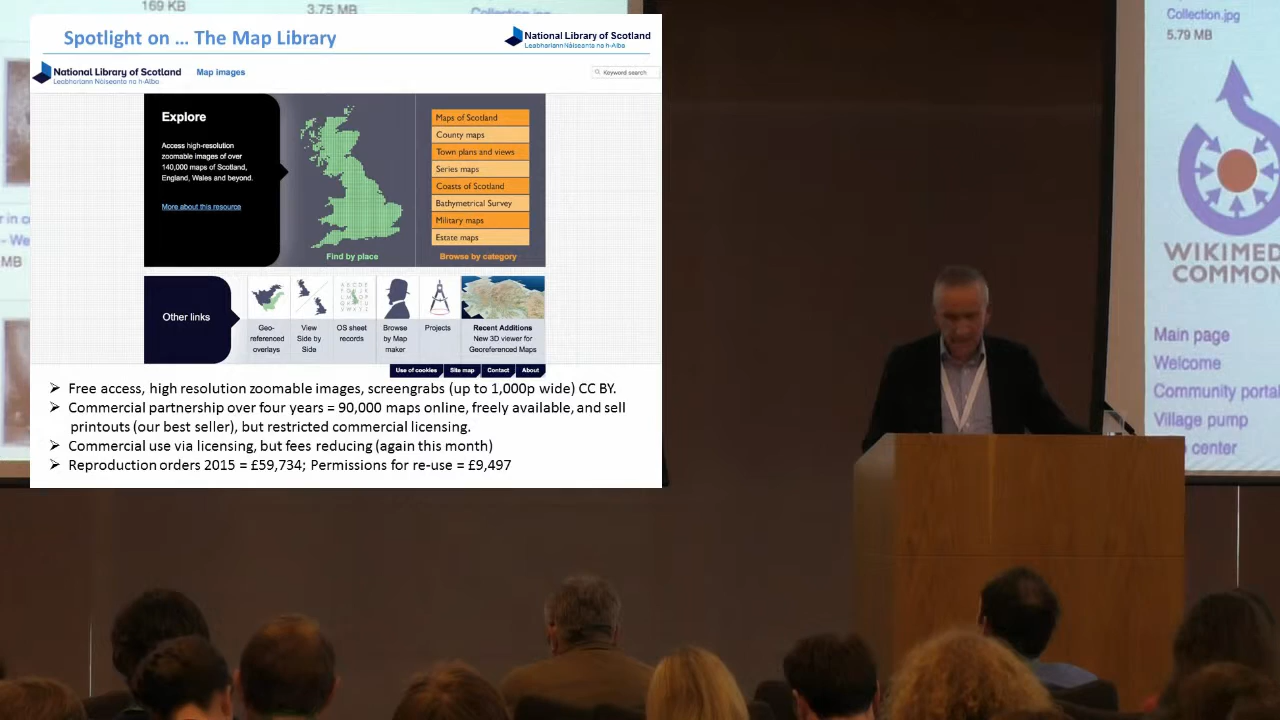 169 KB
3.75 MB
Collection.jpg
Spotlight on ... The Map Library
National Library of Scotland
Leabharlann Nàiseanta na h-Alba
National Library of Scotland
Leabharlann Nàiseanta na h-Alba
Map images
Keyword search
Explore
Access high-resolution
zoomable images of over
140,000 maps of Scotland,
England, Wales and beyond.
More about this resource
Find by place
Maps of Scotland
County maps
Town plans and views
Series maps
Coasts of Scotland
Bathymetrical Survey
Military maps
Estate maps
Browse by category
Other links
Geo-
referenced
overlays
View
Side by
Side
OS sheet
records
Browse
by Map
maker
Projects
Recent Additions
New 3D viewer for
Georeferenced Maps
Use of cookies
Site map
Contact
About
➢ Free access, high resolution zoomable images, screengrabs (up to 1,000p wide) CC BY.
➢ Commercial partnership over four years = 90,000 maps online, freely available, and sell
printouts (our best seller), but restricted commercial licensing.
➢ Commercial use via licensing, but fees reducing (again this month)
➢ Reproduction orders 2015 = £59,734; Permissions for re-use = £9,497
MB
Collection.jpg
5.79 MB
WIKIMED
COMMON
Main page
Welcome
Community portal
Village pump
center